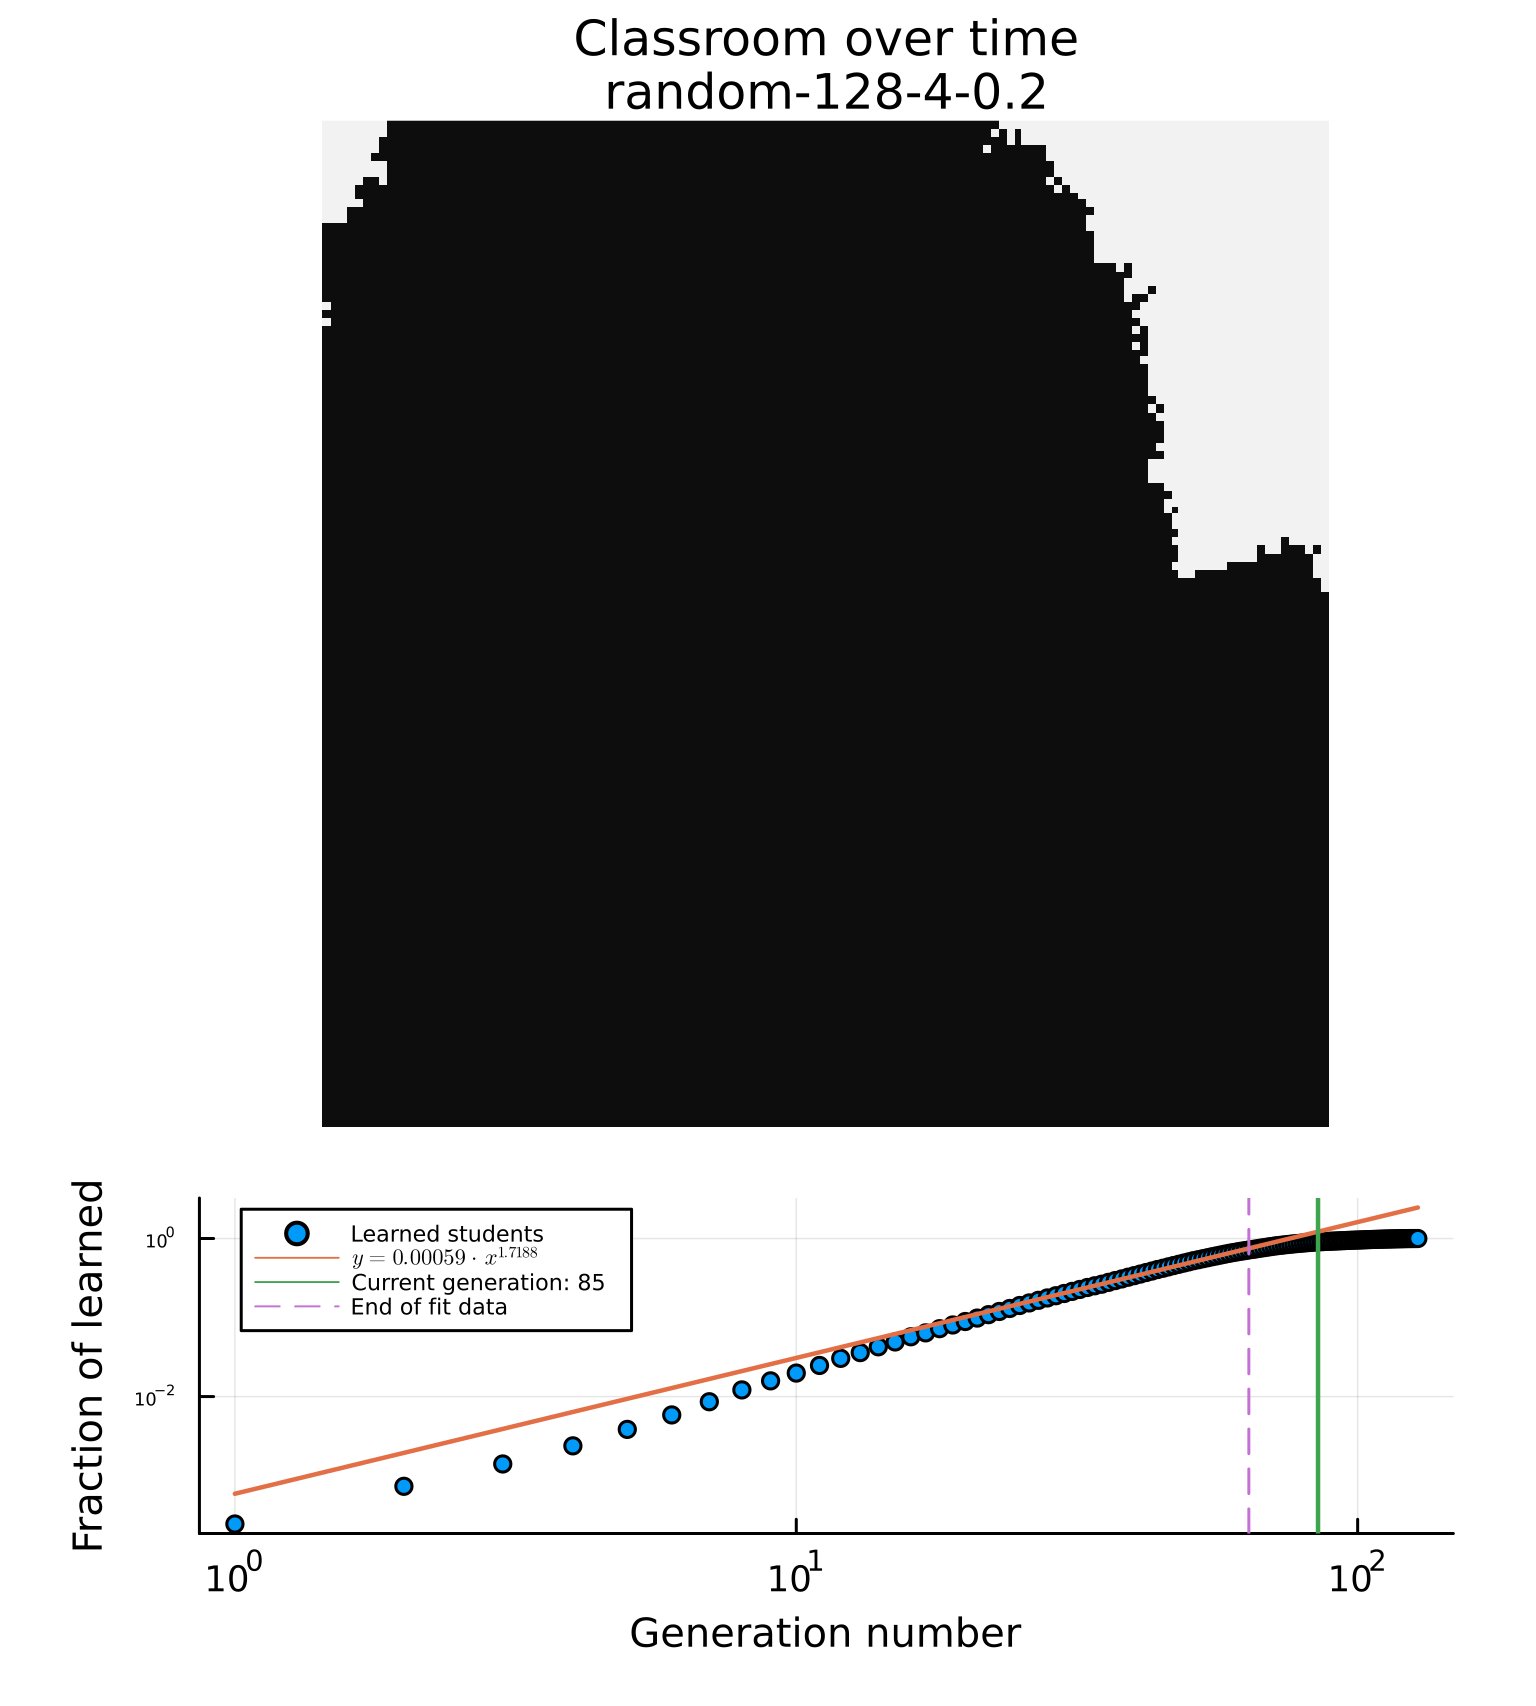 Classroom over time
random-128-4-0.2
Fraction of learned
10^0
10^-2
Learned students
y = 0.00059 · x^1.7188
Current generation: 85
End of fit data
10^0 10^1 10^2
Generation number